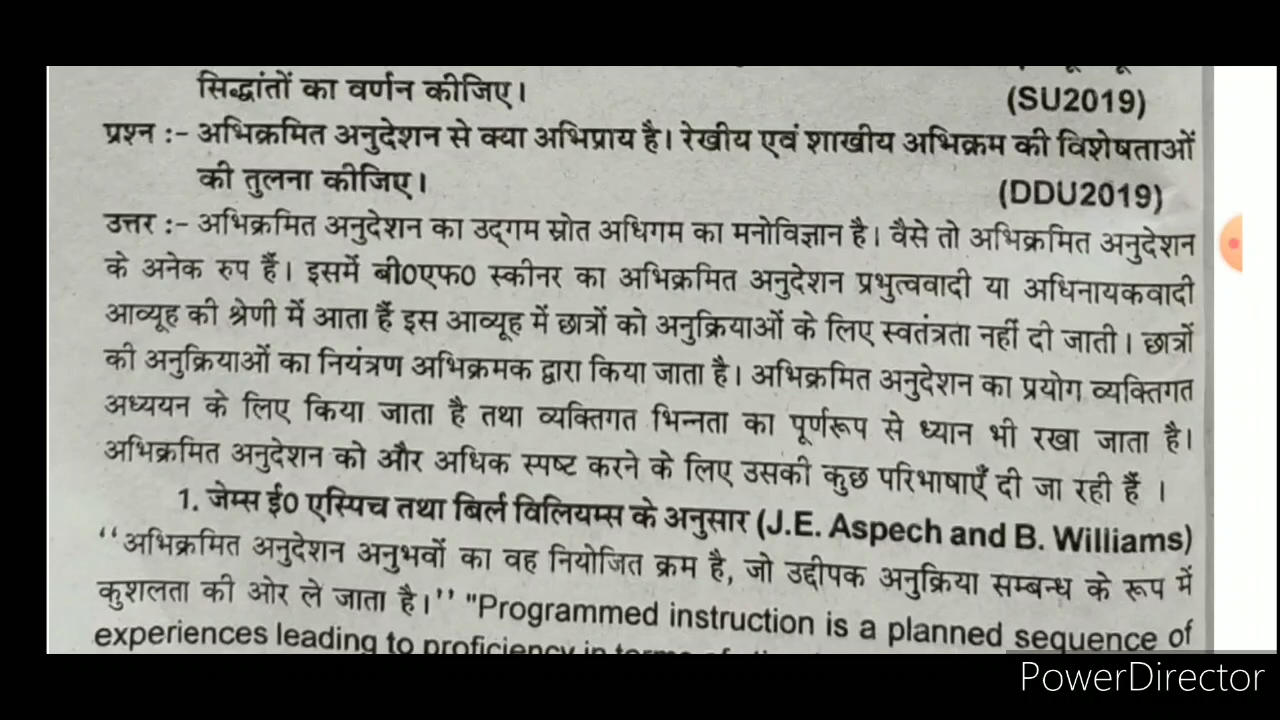 सिद्धांतों का वर्णन कीजिए। (SU2019)
प्रश्न :- अभिक्रमित अनुदेशन से क्या अभिप्राय है। रेखीय एवं शाखीय अभिक्रम की विशेषताओं
की तुलना कीजिए। (DDU2019)
उत्तर :- अभिक्रमित अनुदेशन का उद्गम स्रोत अधिगम का मनोविज्ञान है। वैसे तो अभिक्रमित अनुदेशन
के अनेक रुप हैं। इसमें बी0एफ0 स्कीनर का अभिक्रमित अनुदेशन प्रभुत्ववादी या अधिनायकवादी
आव्यूह की श्रेणी में आता हैं इस आव्यूह में छात्रों को अनुक्रियाओं के लिए स्वतंत्रता नहीं दी जाती। छात्रों
की अनुक्रियाओं का नियंत्रण अभिक्रमक द्वारा किया जाता है। अभिक्रमित अनुदेशन का प्रयोग व्यक्तिगत
अध्ययन के लिए किया जाता है तथा व्यक्तिगत भिन्नता का पूर्णरूप से ध्यान भी रखा जाता है।
अभिक्रमित अनुदेशन को और अधिक स्पष्ट करने के लिए उसकी कुछ परिभाषाएँ दी जा रही हैं ।
1. जेम्स ई0 एस्पिच तथा बिर्ल विलियम्स के अनुसार (J.E. Aspech and B. Williams)
‘‘अभिक्रमित अनुदेशन अनुभवों का वह नियोजित क्रम है, जो उद्दीपक अनुक्रिया सम्बन्ध के रूप में
कुशलता की ओर ले जाता है।’’ "Programmed instruction is a planned sequence of
experiences leading to proficiency in terms of
PowerDirector